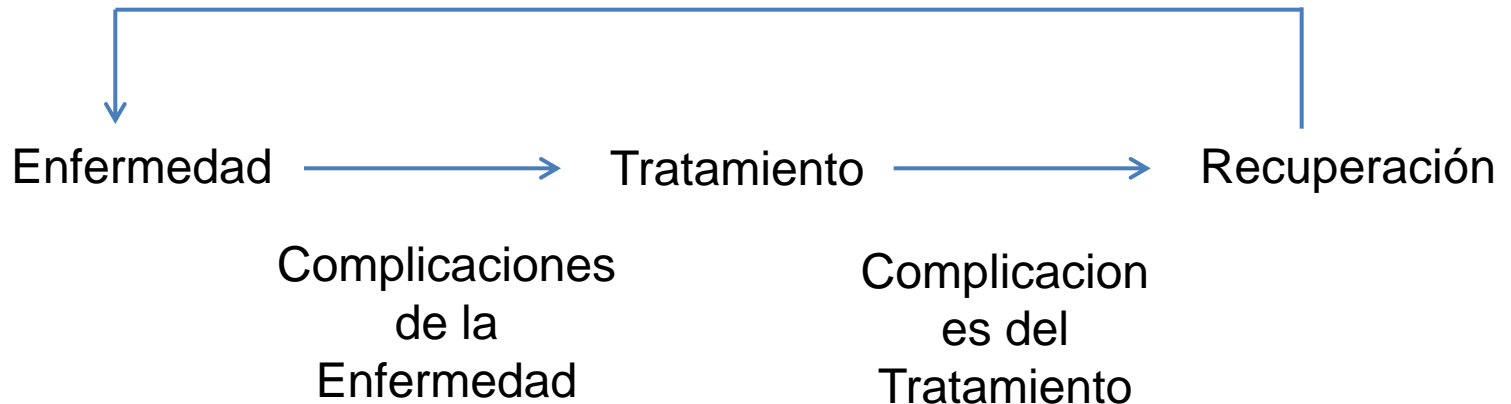 Enfermedad
Tratamiento
Recuperación
Complicaciones
de la
Enfermedad
Complicacion
es del
Tratamiento